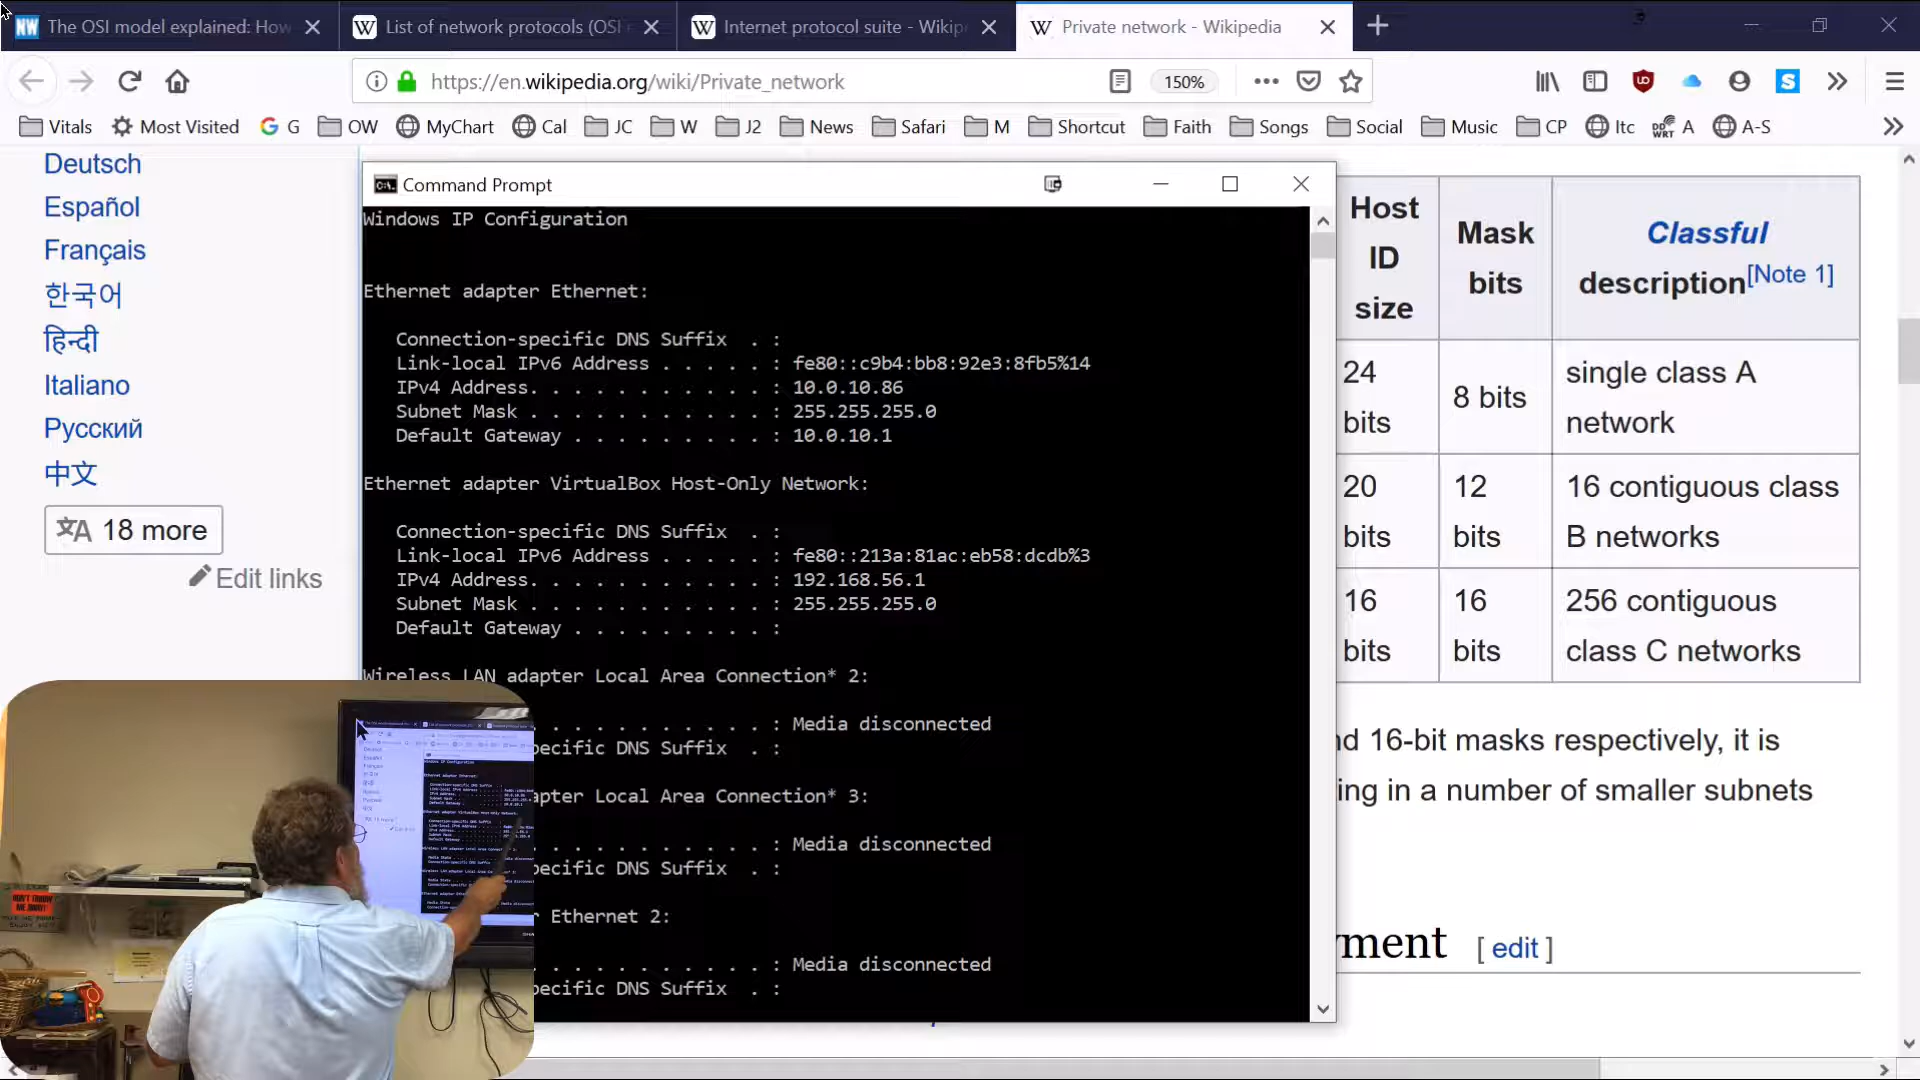 The OSI model explained: How
List of network protocols (OSI
Internet protocol suite - Wikip
Private network - Wikipedia
https://en.wikipedia.org/wiki/Private_network
150%
Vitals
Most Visited
G
OW
MyChart
Cal
JC
W
J2
News
Safari
M
Shortcut
Faith
Songs
Social
Music
CP
Itc
A
A-S
Deutsch
Español
Français
한국어
हिन्दी
Italiano
Русский
中文
18 more
Edit links
Command Prompt
Windows IP Configuration
Ethernet adapter Ethernet:
Connection-specific DNS Suffix . :
Link-local IPv6 Address . . . . . : fe80::c9b4:bb8:92e3:8fb5%14
IPv4 Address. . . . . . . . . . . : 10.0.10.86
Subnet Mask . . . . . . . . . . . : 255.255.255.0
Default Gateway . . . . . . . . . : 10.0.10.1
Ethernet adapter VirtualBox Host-Only Network:
Connection-specific DNS Suffix . :
Link-local IPv6 Address . . . . . : fe80::213a:81ac:eb58:dcdb%3
IPv4 Address. . . . . . . . . . . : 192.168.56.1
Subnet Mask . . . . . . . . . . . : 255.255.255.0
Default Gateway . . . . . . . . . :
Wireless LAN adapter Local Area Connection* 2:
. . . . . . . . . . . : Media disconnected
ecific DNS Suffix . :
apter Local Area Connection* 3:
. . . . . . . . . . . : Media disconnected
ecific DNS Suffix . :
r Ethernet 2:
. . . . . . . . . . . : Media disconnected
ecific DNS Suffix . :
Host ID size
Mask bits
Classful description[Note 1]
24 bits
8 bits
single class A
network
20 bits
12 bits
16 contiguous class
B networks
16 bits
16 bits
256 contiguous
class C networks
nd 16-bit masks respectively, it is
ing in a number of smaller subnets
yment [ edit ]